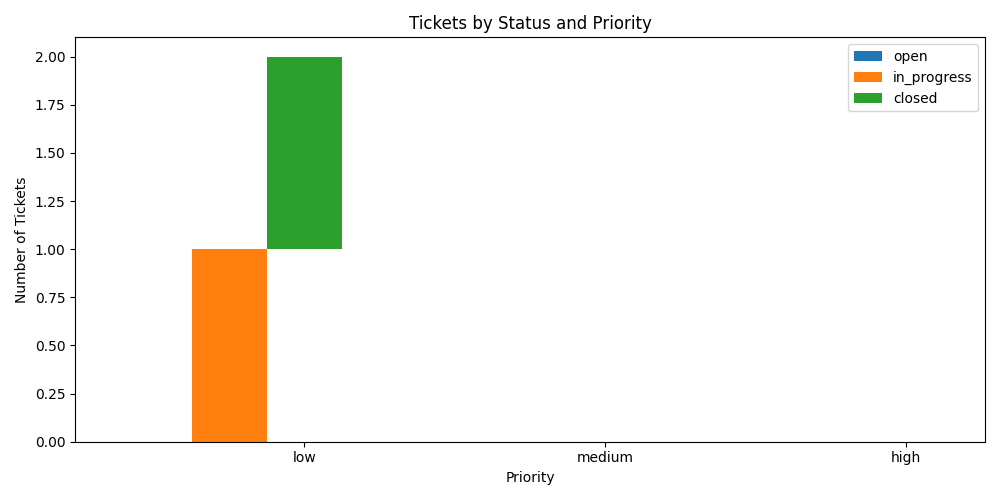 Tickets by Status and Priority
open
in_progress
closed
Number of Tickets
2.00
1.75
1.50
1.25
1.00
0.75
0.50
0.25
0.00
low medium high
Priority